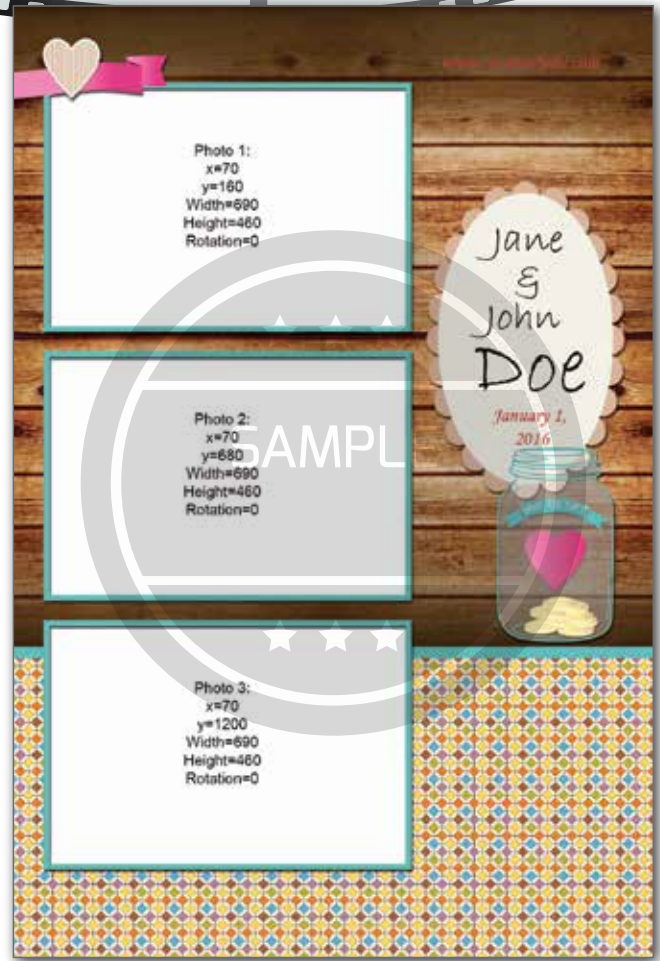 Photo 1:
x=70
y=160
Width=690
Height=460
Rotation=0
Jane
&
John
Doe
January 1,
2016
Photo 2:
x=70
y=680
Width=690
Height=460
Rotation=0
SAMPL
Photo 3:
x=70
y=1200
Width=690
Height=460
Rotation=0